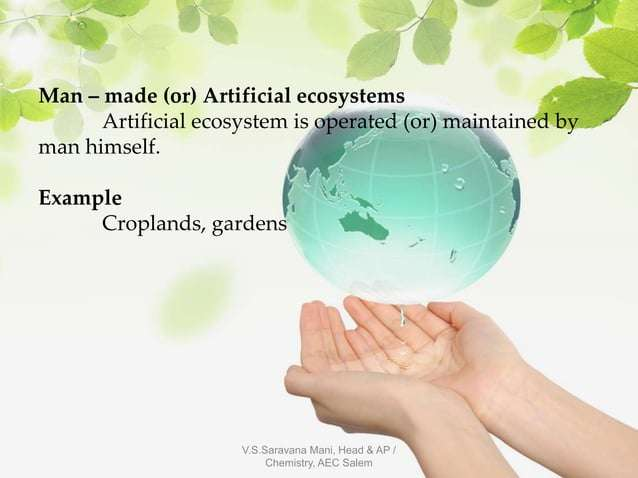 Man – made (or) Artificial ecosystems
Artificial ecosystem is operated (or) maintained by
man himself.
Example
Croplands, gardens
V.S.Saravana Mani, Head & AP /
Chemistry, AEC Salem